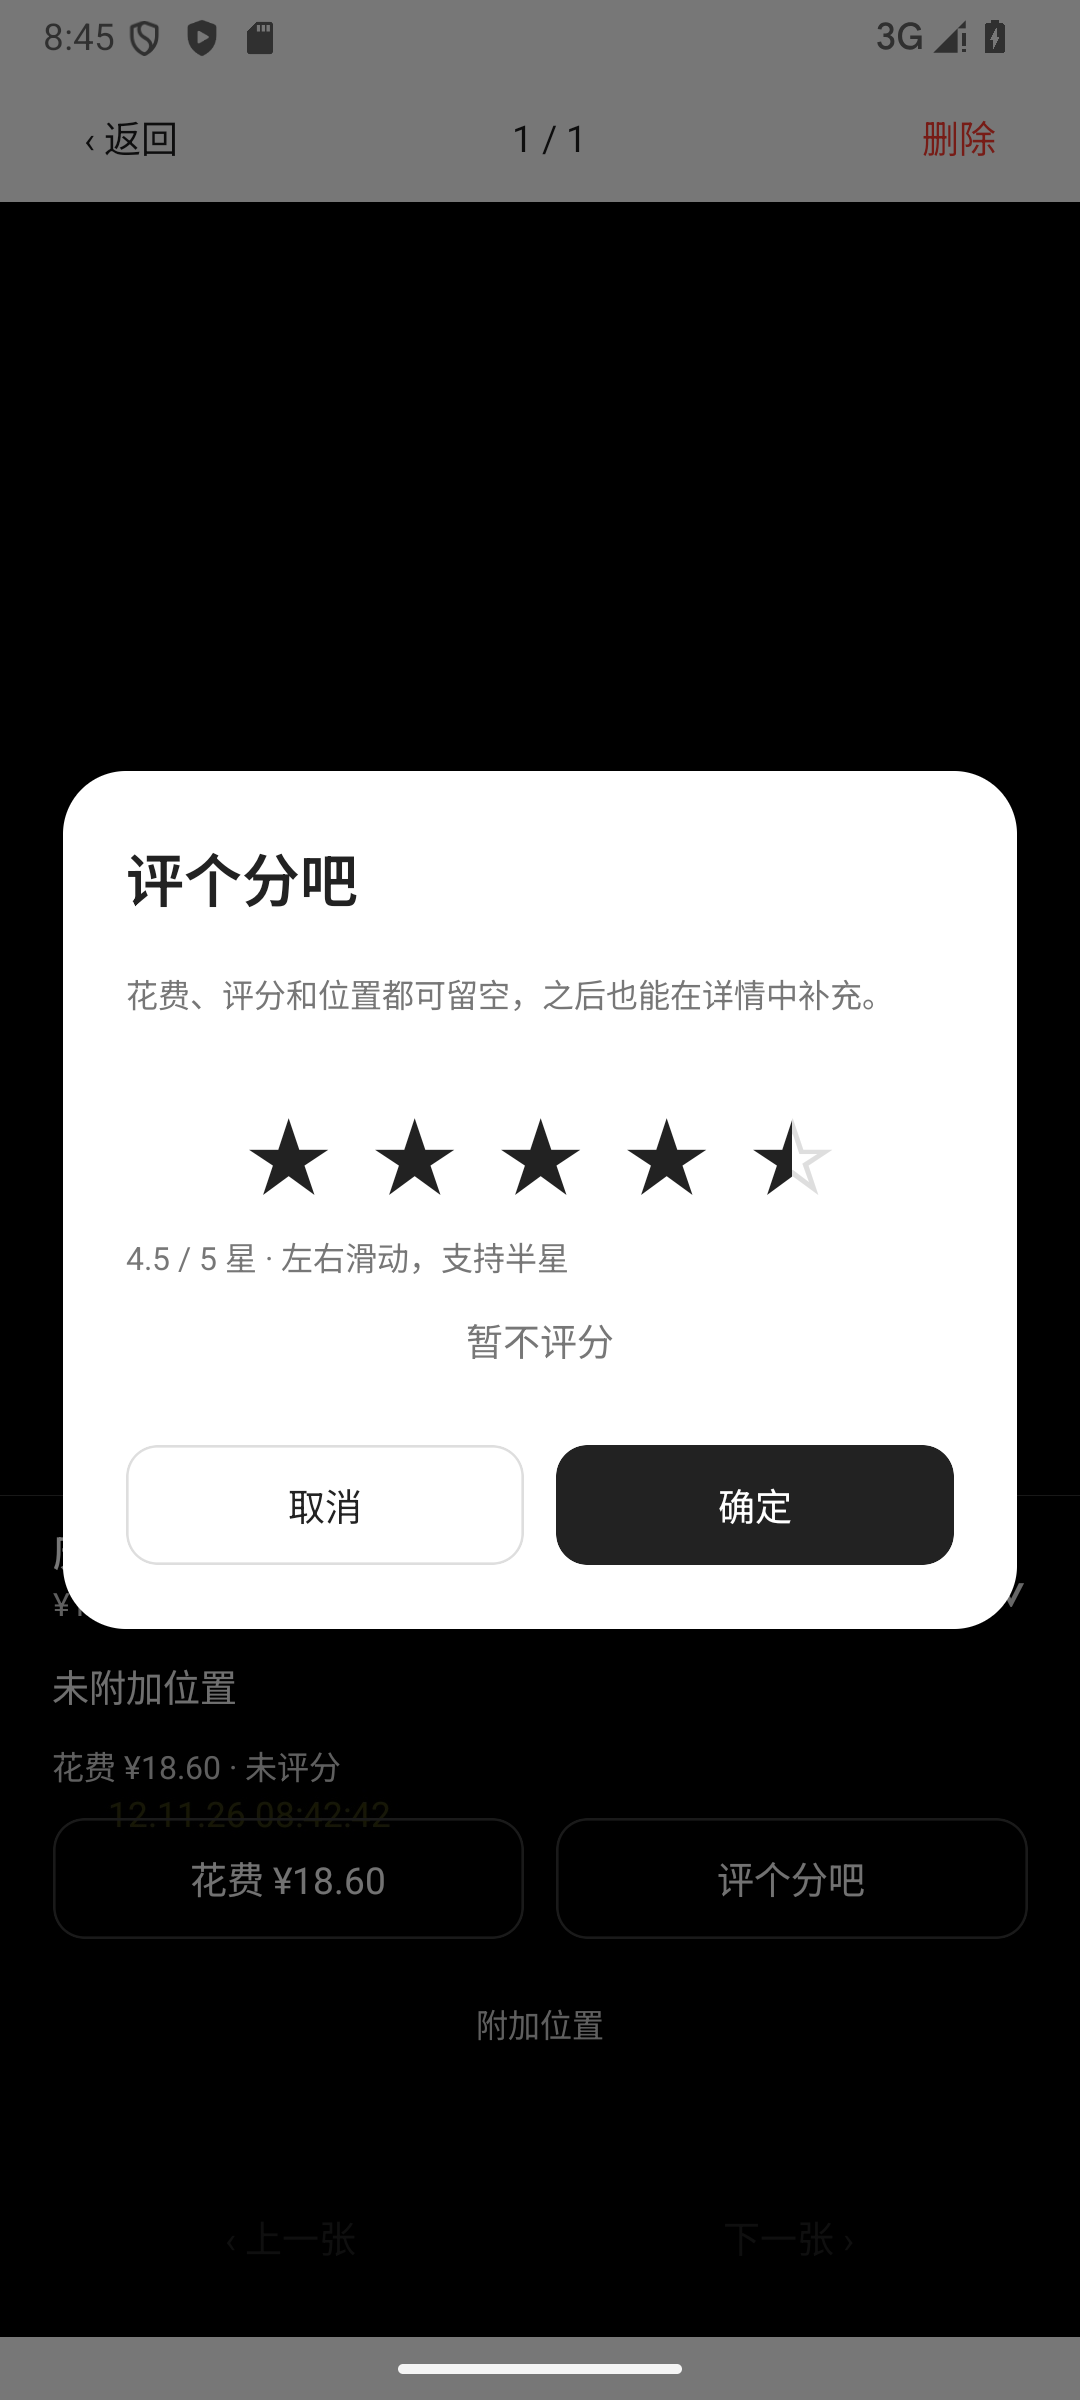 8:45
3G
‹ 返回
1 / 1
删除
评个分吧
花费、评分和位置都可留空，之后也能在详情中补充。
4.5 / 5 星 · 左右滑动，支持半星
暂不评分
取消
确定
未附加位置
花费 ¥18.60 · 未评分
12.11.26 08:42:42
花费 ¥18.60
评个分吧
附加位置
‹ 上一张
下一张 ›